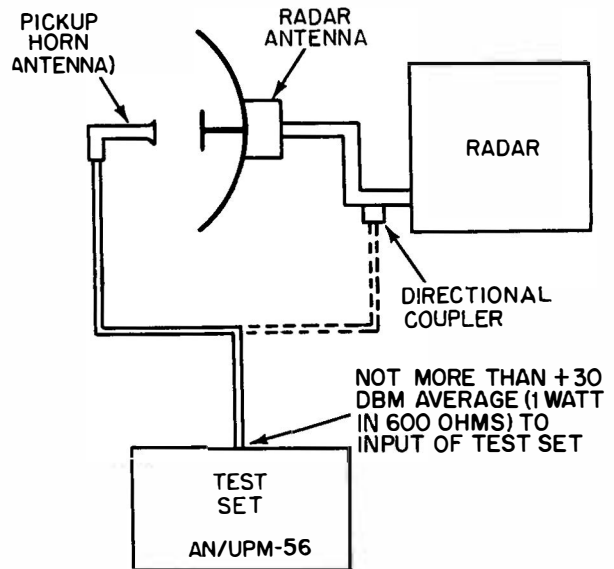 PICKUP
HORN
ANTENNA)
RADAR
ANTENNA
RADAR
DIRECTIONAL
COUPLER
NOT MORE THAN +30
DBM AVERAGE (1 WATT
IN 600 OHMS) TO
INPUT OF TEST SET
TEST
SET
AN/UPM-56